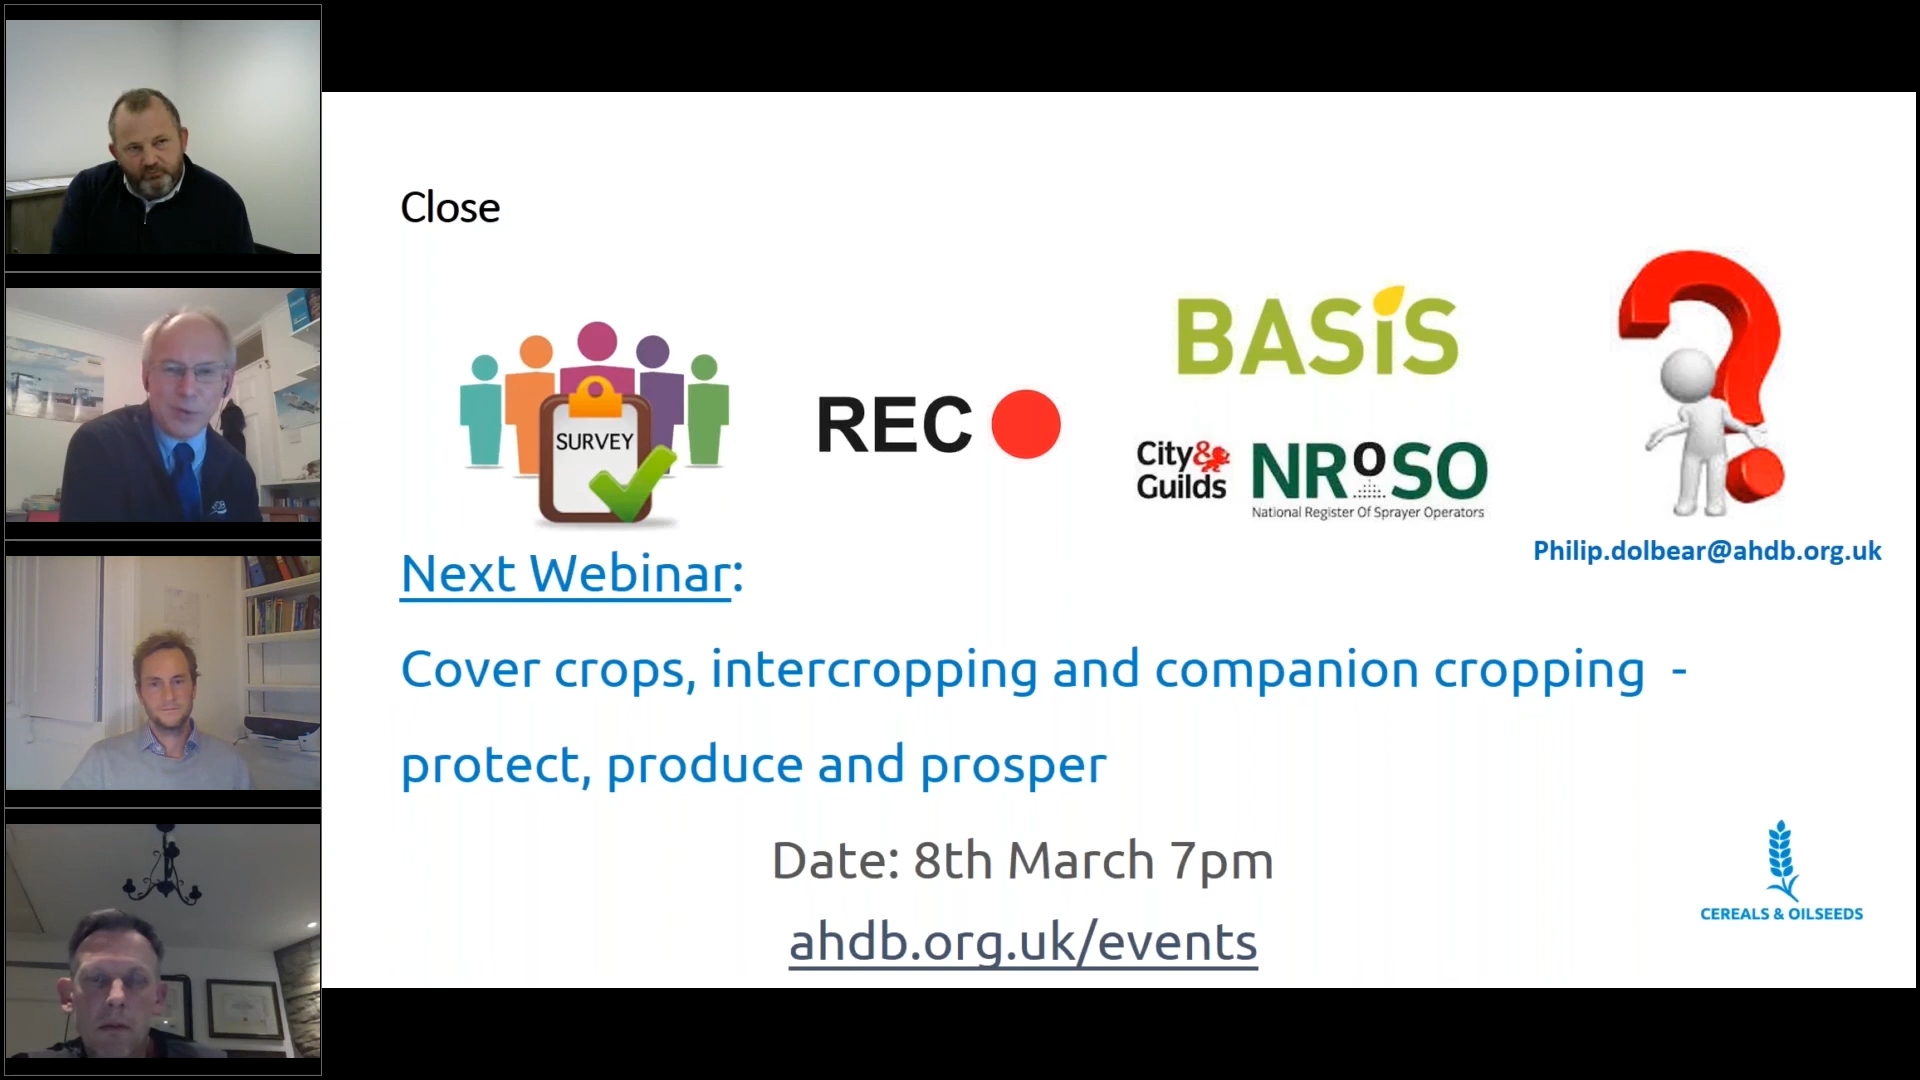 Close
SURVEY
REC
BASiS
City&
Guilds
NRoSO
National Register Of Sprayer Operators
Philip.dolbear@ahdb.org.uk
Next Webinar:
Cover crops, intercropping and companion cropping -
protect, produce and prosper
Date: 8th March 7pm
ahdb.org.uk/events
CEREALS & OILSEEDS